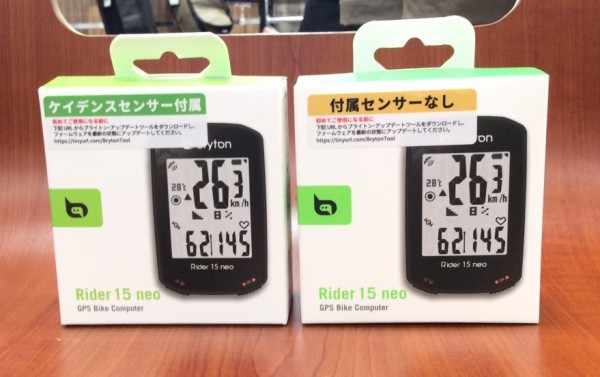 ケイデンスセンサー付属
初めてご使用になる前に
下記URLからブライトン・アップデートツールをダウンロードし、
ファームウェアを最新の状態にアップデートしてください。
https://tinyurl.com/BrytonTool
28℃
26.3
km/h
62 145
Rider 15 neo
Rider 15 neo
GPS Bike Computer
付属センサーなし
初めてご使用になる前に
下記URLからブライトン・アップデートツールをダウンロードし、
ファームウェアを最新の状態にアップデートしてください。
https://tinyurl.com/BrytonTool
28℃
26.3
km/h
62 145
Rider 15 neo
Rider 15 neo
GPS Bike Computer